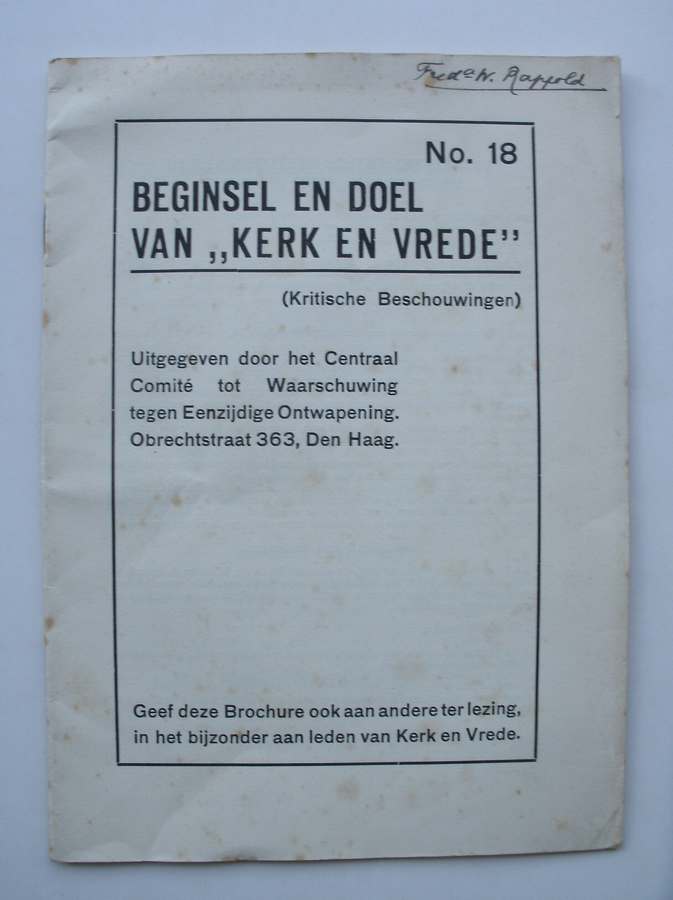 Fred^a W. Rappold
No. 18
BEGINSEL EN DOEL
VAN „KERK EN VREDE”
(Kritische Beschouwingen)
Uitgegeven door het Centraal
Comité tot Waarschuwing
tegen Eenzijdige Ontwapening.
Obrechtstraat 363, Den Haag.
Geef deze Brochure ook aan andere ter lezing,
in het bijzonder aan leden van Kerk en Vrede.